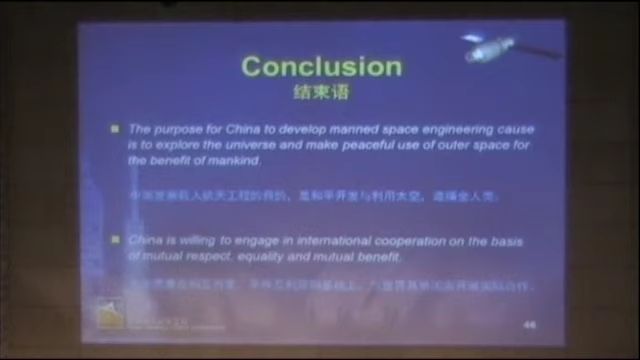 Conclusion
结束语
The purpose for China to develop manned space engineering cause
is to explore the universe and make peaceful use of outer space for
the benefit of mankind.
中国发展载人航天工程的目的，是和平开发与利用太空，造福全人类。
China is willing to engage in international cooperation on the basis
of mutual respect, equality and mutual benefit.
46